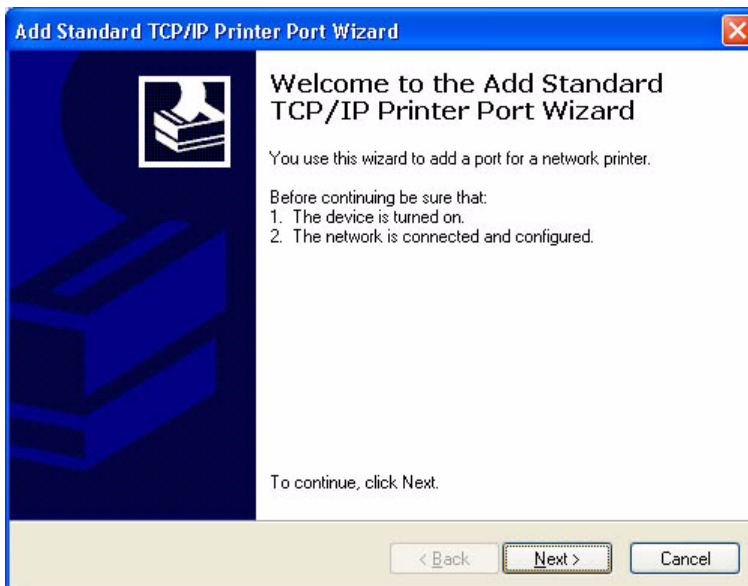 Add Standard TCP/IP Printer Port Wizard
Welcome to the Add Standard
TCP/IP Printer Port Wizard
You use this wizard to add a port for a network printer.
Before continuing be sure that:
1. The device is turned on.
2. The network is connected and configured.
To continue, click Next.
< Back
Next >
Cancel